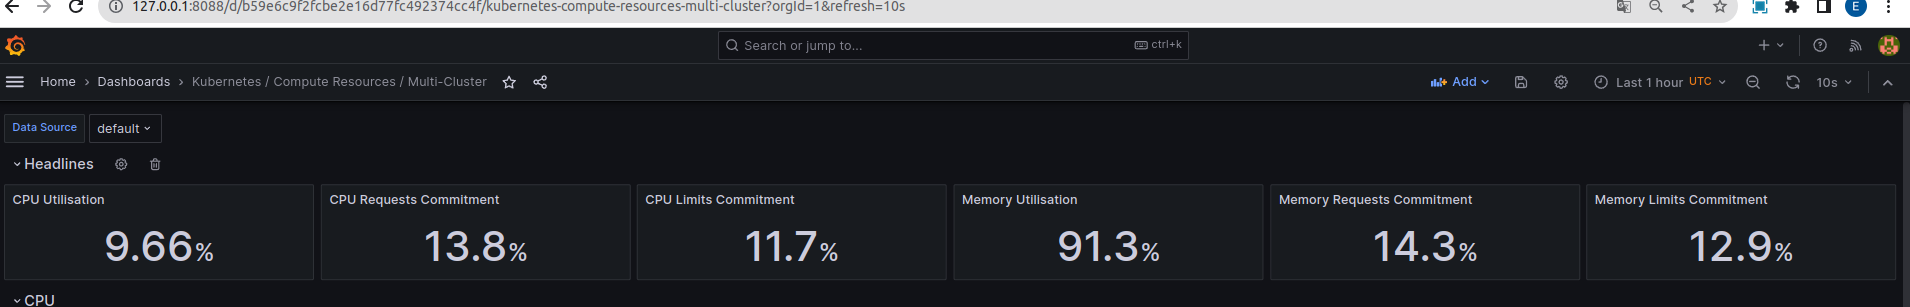 127.0.0.1:8088/d/b59e6c9f2fcbe2e16d77fc492374cc4f/kubernetes-compute-resources-multi-cluster?orgId=1&refresh=10s
E
Search or jump to...
ctrl+k
Home › Dashboards › Kubernetes / Compute Resources / Multi-Cluster
Add
Last 1 hour UTC
10s
Data Source
default
Headlines
CPU Utilisation
9.66%
CPU Requests Commitment
13.8%
CPU Limits Commitment
11.7%
Memory Utilisation
91.3%
Memory Requests Commitment
14.3%
Memory Limits Commitment
12.9%
CPU